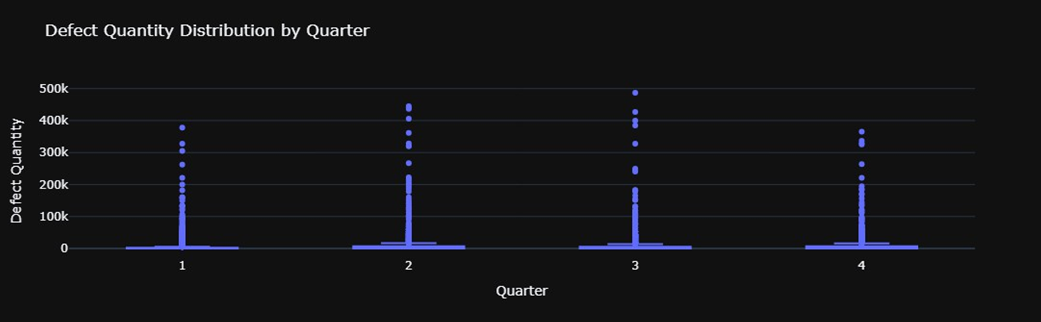 Defect Quantity Distribution by Quarter
500k
400k
300k
200k
100k
0
Defect Quantity
1 2 3 4
Quarter